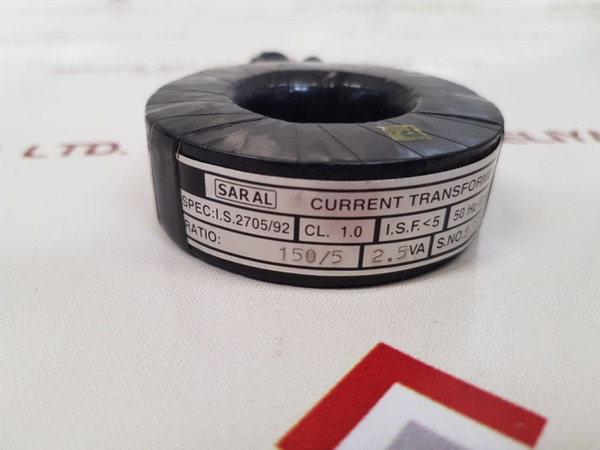 LTD.
SARAL CURRENT TRANSFORM
SPEC:I.S.2705/92 CL. 1.0 I.S.F.<5 50 Hz
RATIO: 150/5 2.5VA S.NO.